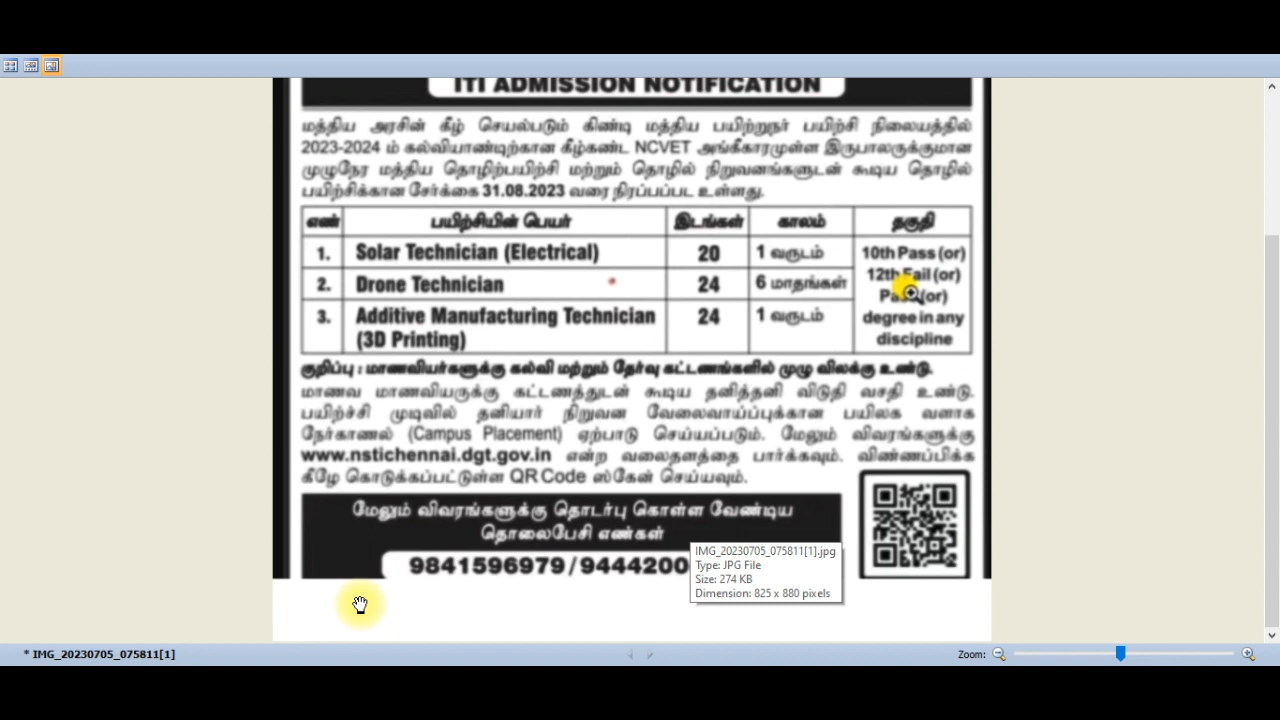 ITI ADMISSION NOTIFICATION
மத்திய அரசின் கீழ் செயல்படும் கிண்டி மத்திய பயிற்றுநர் பயிற்சி நிலையத்தில்
2023-2024 ம் கல்வியாண்டிற்கான கீழ்கண்ட NCVET அங்கீகாரமுள்ள இருபாலருக்குமான
முழுநேர மத்திய தொழிற்பயிற்சி மற்றும் தொழில் நிறுவனங்களுடன் கூடிய தொழில்
பயிற்சிக்கான சேர்க்கை 31.08.2023 வரை நிரப்பப்பட உள்ளது.
எண் பயிற்சியின் பெயர் இடங்கள் காலம் தகுதி
1. Solar Technician (Electrical) 20 1 வருடம்
2. Drone Technician 24 6 மாதங்கள்
3. Additive Manufacturing Technician 24 1 வருடம்
(3D Printing)
10th Pass (or)
12th Fail (or)
Pass (or)
degree in any
discipline
குறிப்பு : மாணவியர்களுக்கு கல்வி மற்றும் தேர்வு கட்டணங்களில் முழு விலக்கு உண்டு.
மாணவ மாணவியருக்கு கட்டணத்துடன் கூடிய தனித்தனி விடுதி வசதி உண்டு.
பயிற்ச்சி முடிவில் தனியார் நிறுவன வேலைவாய்ப்புக்கான பயிலக வளாக
நேர்காணல் (Campus Placement) ஏற்பாடு செய்யப்படும். மேலும் விவரங்களுக்கு
www.nstichennai.dgt.gov.in என்ற வலைதளத்தை பார்க்கவும். விண்ணப்பிக்க
கீழே கொடுக்கப்பட்டுள்ள QR Code ஸ்கேன் செய்யவும்.
மேலும் விவரங்களுக்கு தொடர்பு கொள்ள வேண்டிய
தொலைபேசி எண்கள்
9841596979/9444200
IMG_20230705_075811[1].jpg
Type: JPG File
Size: 274 KB
Dimension: 825 x 880 pixels
* IMG_20230705_075811[1]
Zoom: